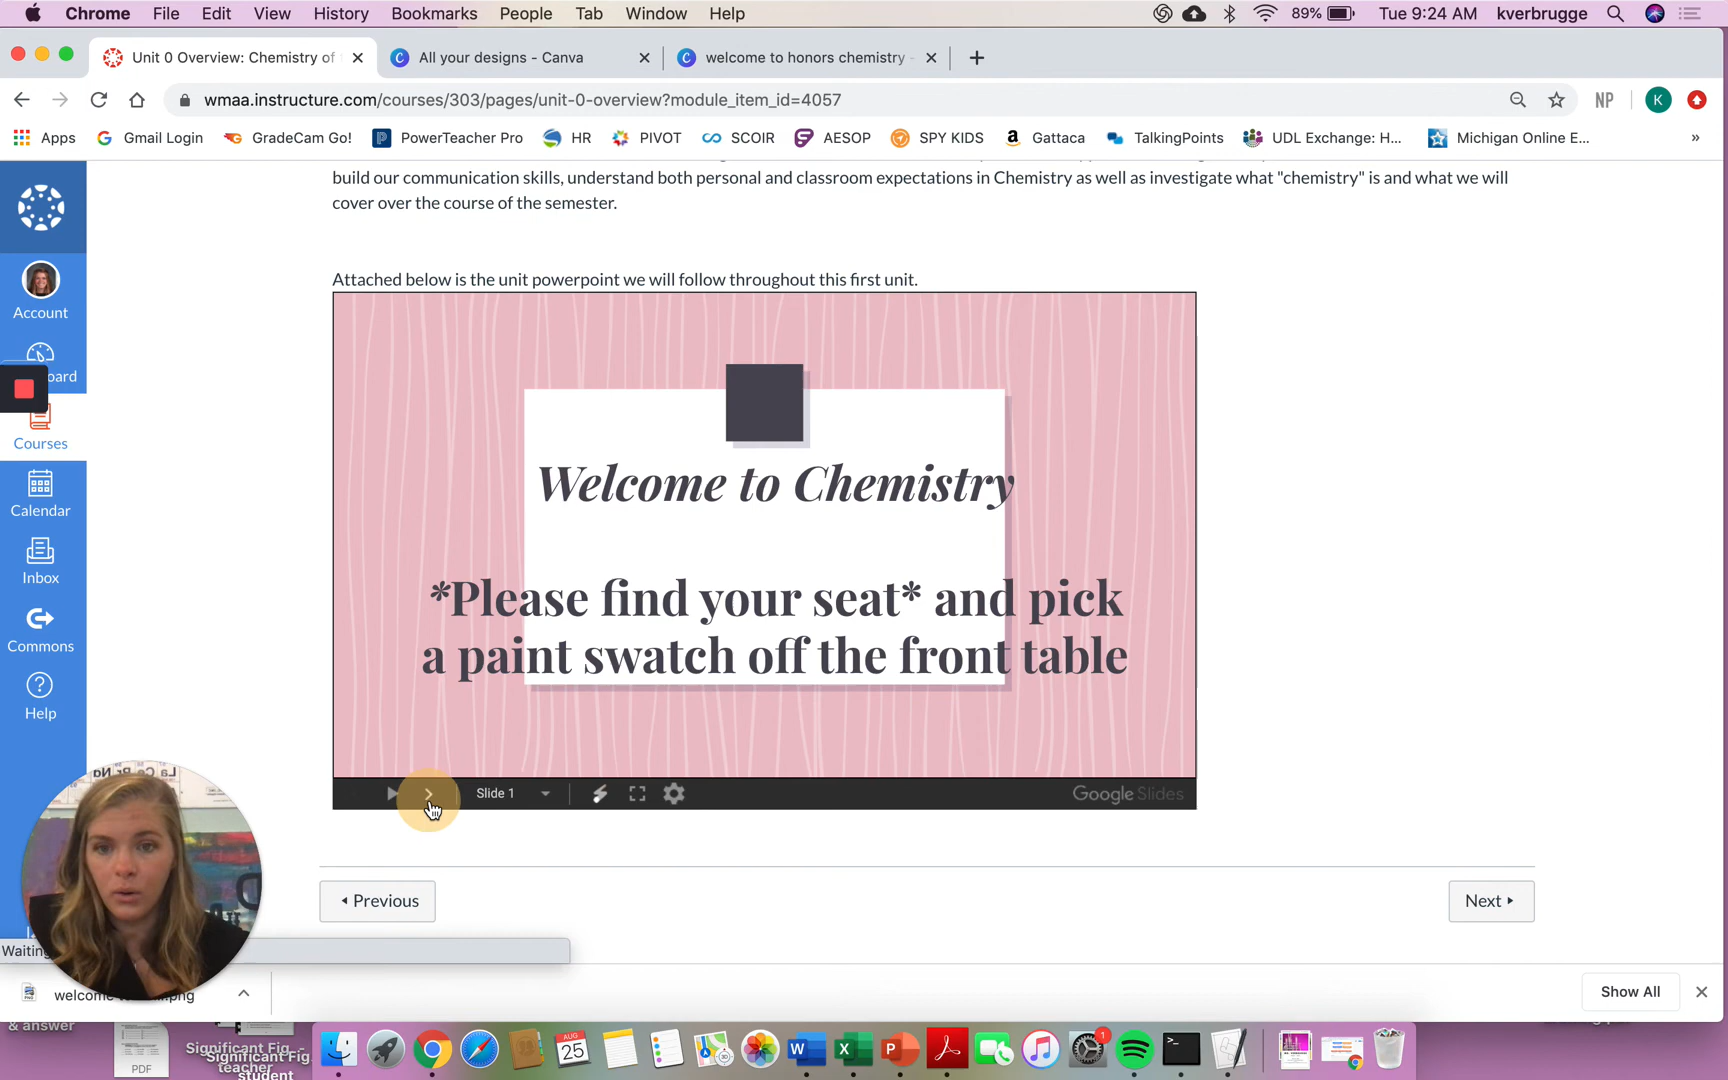 Chrome File Edit View History Bookmarks People Tab Window Help 89% Tue 9:24 AM kverbrugge
Unit 0 Overview: Chemistry of All your designs - Canva welcome to honors chemistry -
wmaa.instructure.com/courses/303/pages/unit-0-overview?module_item_id=4057 NP K
Apps Gmail Login GradeCam Go! PowerTeacher Pro HR PIVOT SCOIR AESOP SPY KIDS Gattaca TalkingPoints UDL Exchange: H... Michigan Online E... »
build our communication skills, understand both personal and classroom expectations in Chemistry as well as investigate what "chemistry" is and what we will
cover over the course of the semester.
Attached below is the unit powerpoint we will follow throughout this first unit.
Account
oard
Courses
Calendar
Inbox
Commons
Help
Welcome to Chemistry
*Please find your seat* and pick
a paint swatch off the front table
Slide 1 Google Slides
Previous Next
Waiting
welcome .png Show All
& answer
Significant Fig -
teacher
Significant Fig
student
PDF
AUG
25
1